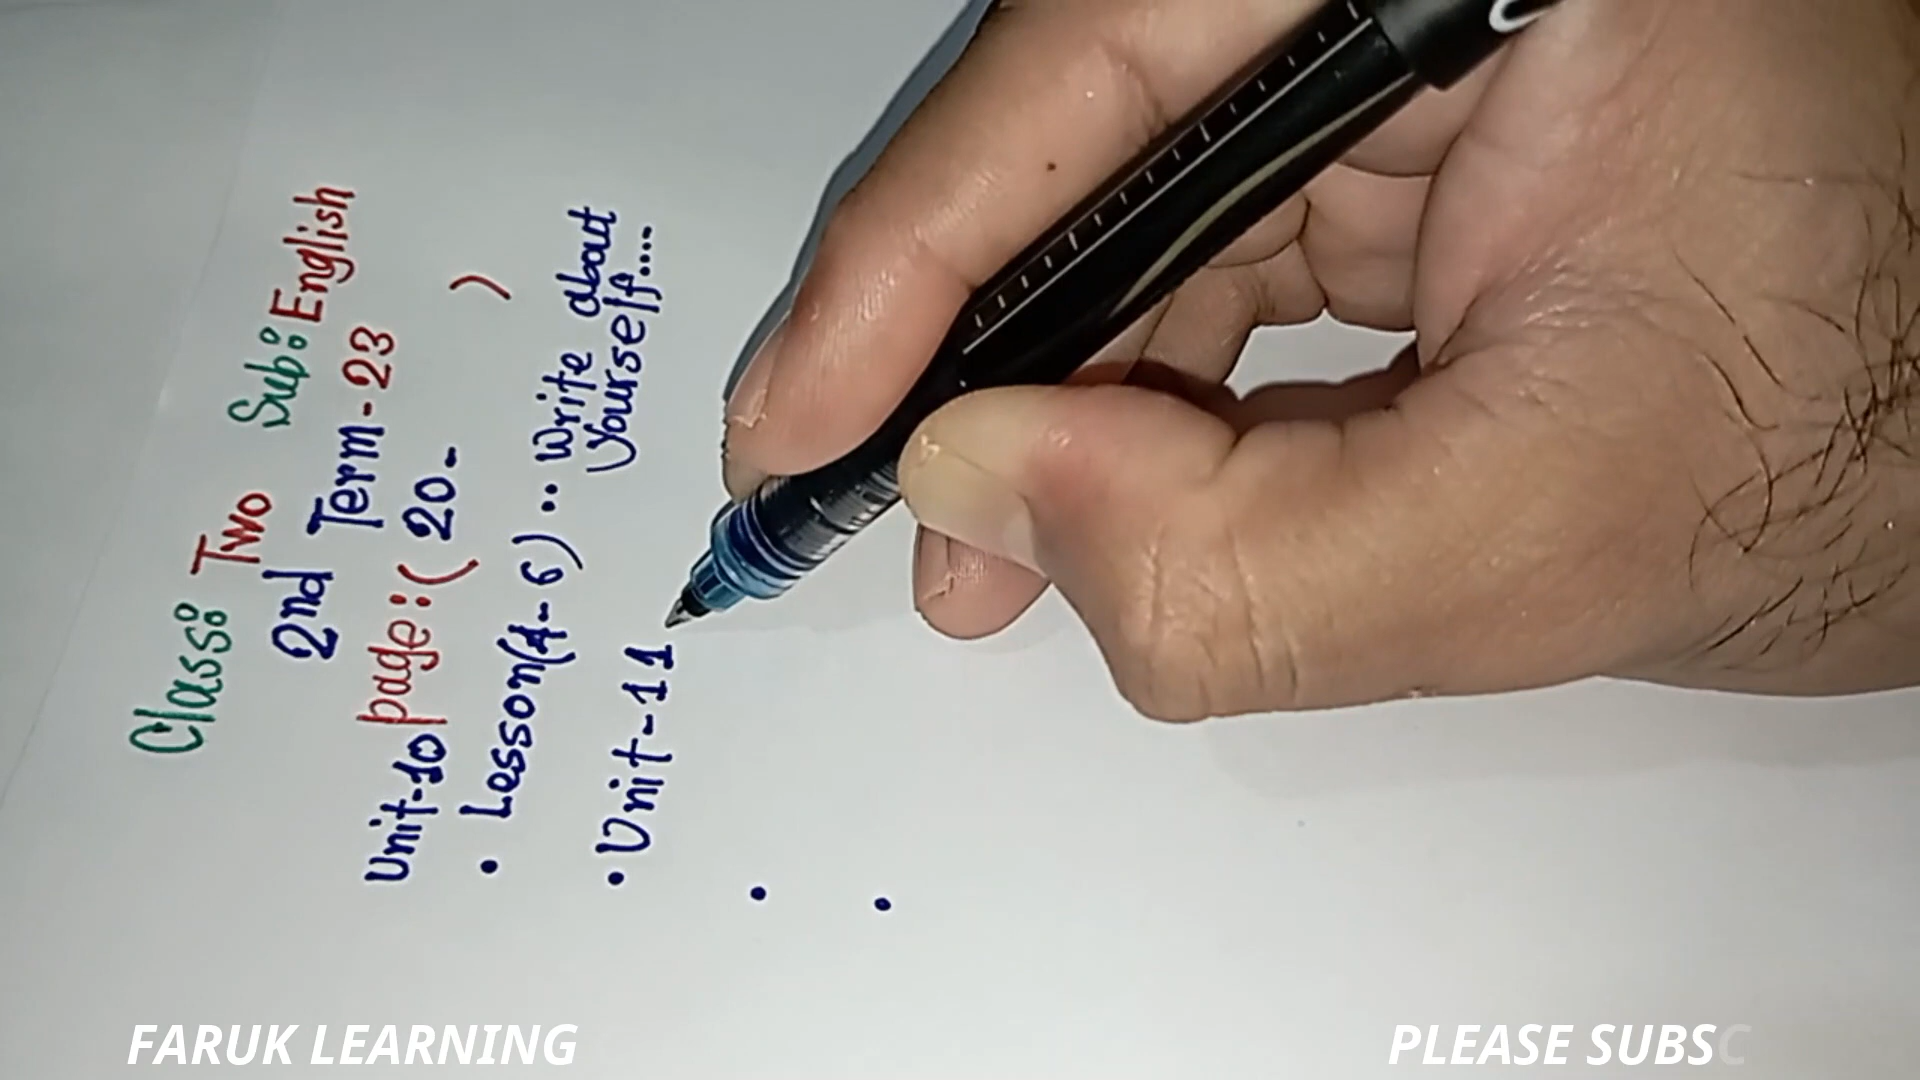 Class: Two Sub: English
2nd Term - 23
Unit-10 page: ( 20- )
• Lesson(4-6) .. Write about
yourself....
• Unit-11
•
•
FARUK LEARNING
PLEASE SUBSC